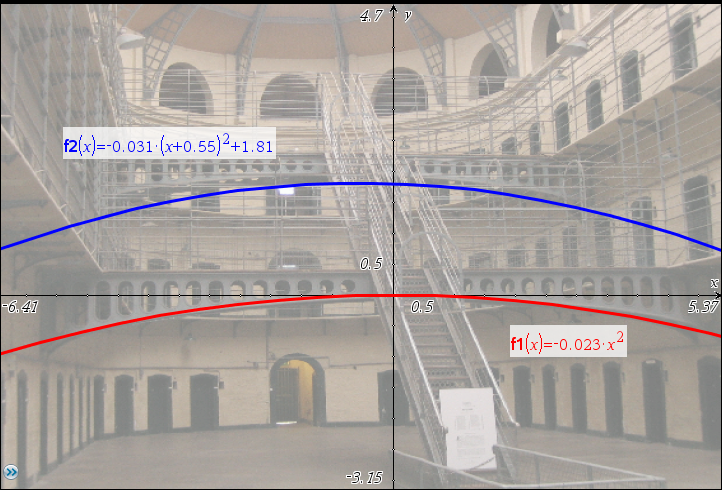 4.7
y
f2(x)=-0.031·(x+0.55)²+1.81
0.5
x
-6.41
0.5
5.37
f1(x)=-0.023·x²
-3.15